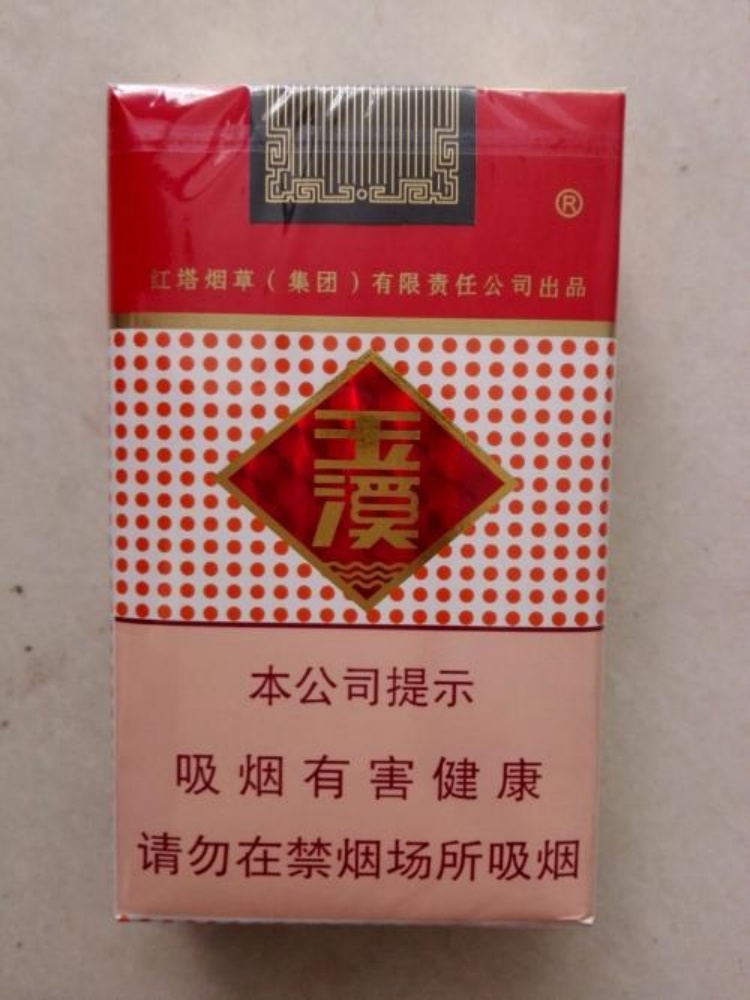 ®
红塔烟草（集团）有限责任公司出品
玉
溪
本公司提示
吸烟有害健康
请勿在禁烟场所吸烟